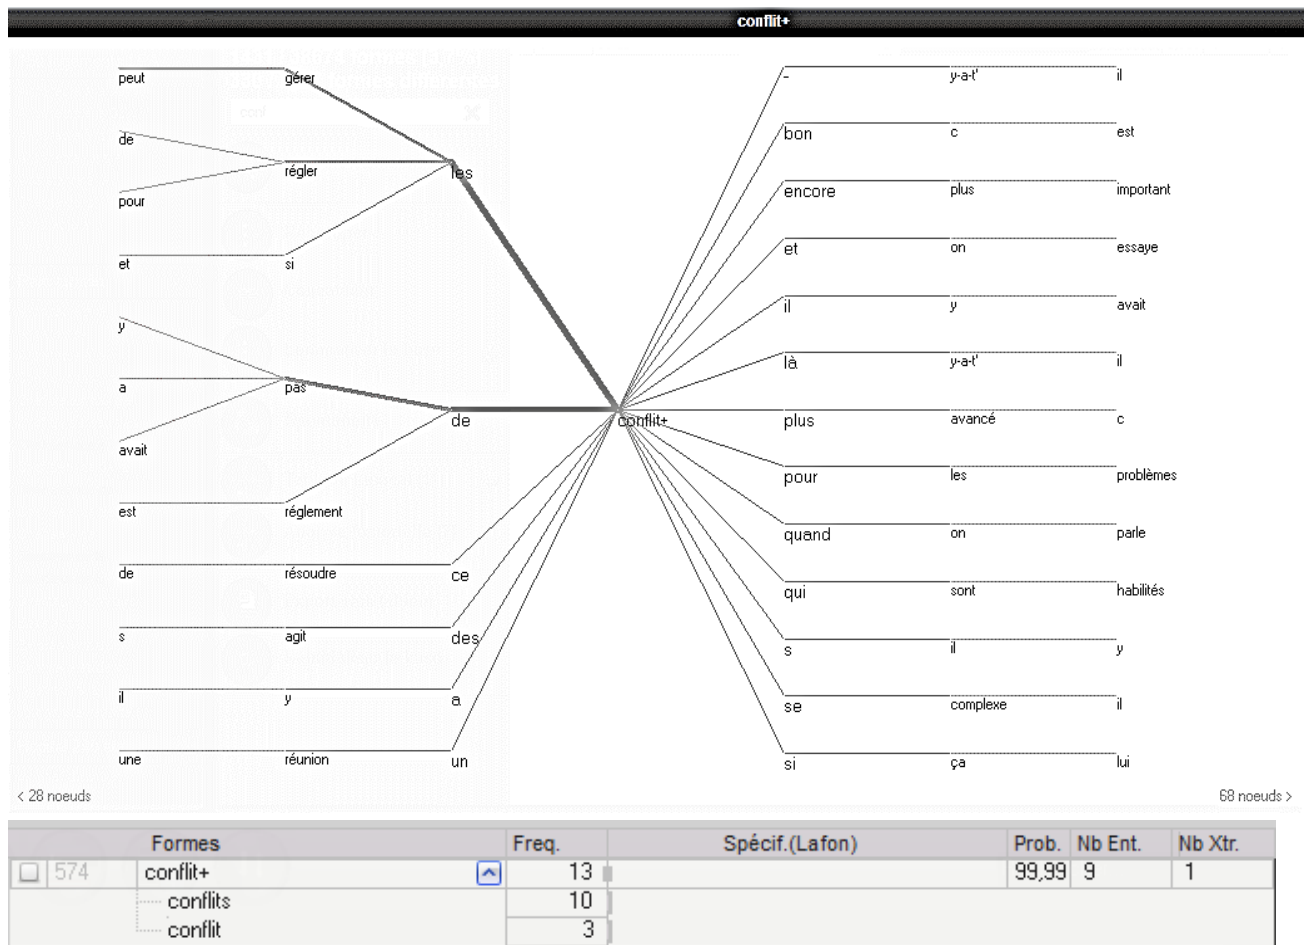 conflit+
peut gérer - y-a-t' il
de bon c est
régler les
pour encore plus important
et si et on essaye
il y avait
y
là y-a-t' il
a pas
de conflit+ plus avancé c
avait
pour les problèmes
est réglement
quand on parle
de résoudre ce
qui sont habilités
s agit des
s il y
il y a
se complexe il
une réunion un
si ça lui
< 28 noeuds 68 noeuds >
Formes Freq. Spécif.(Lafon) Prob. Nb Ent. Nb Xtr.
574 conflit+ 13 99,99 9 1
conflits 10
conflit 3